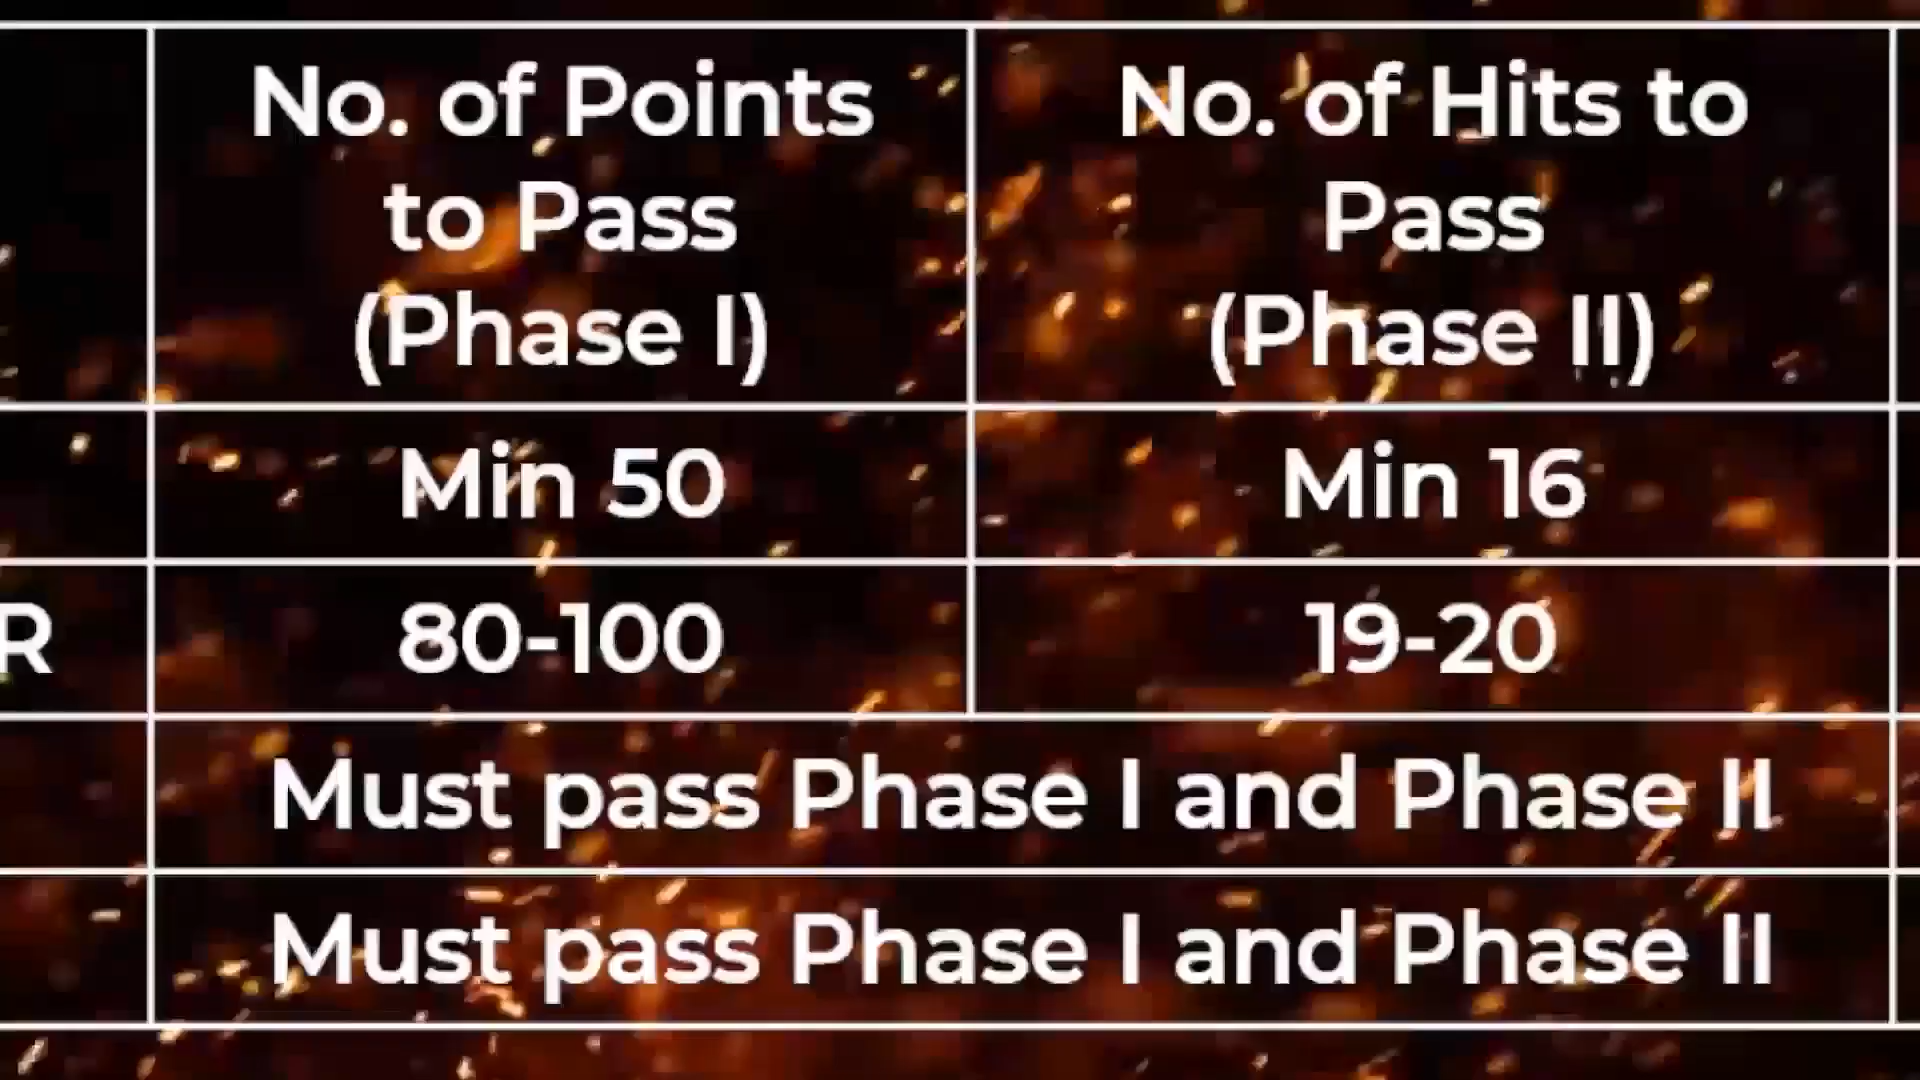 No. of Points
to Pass
(Phase I)
No. of Hits to
Pass
(Phase II)
Min 50
Min 16
R
80-100
19-20
Must pass Phase I and Phase II
Must pass Phase I and Phase II